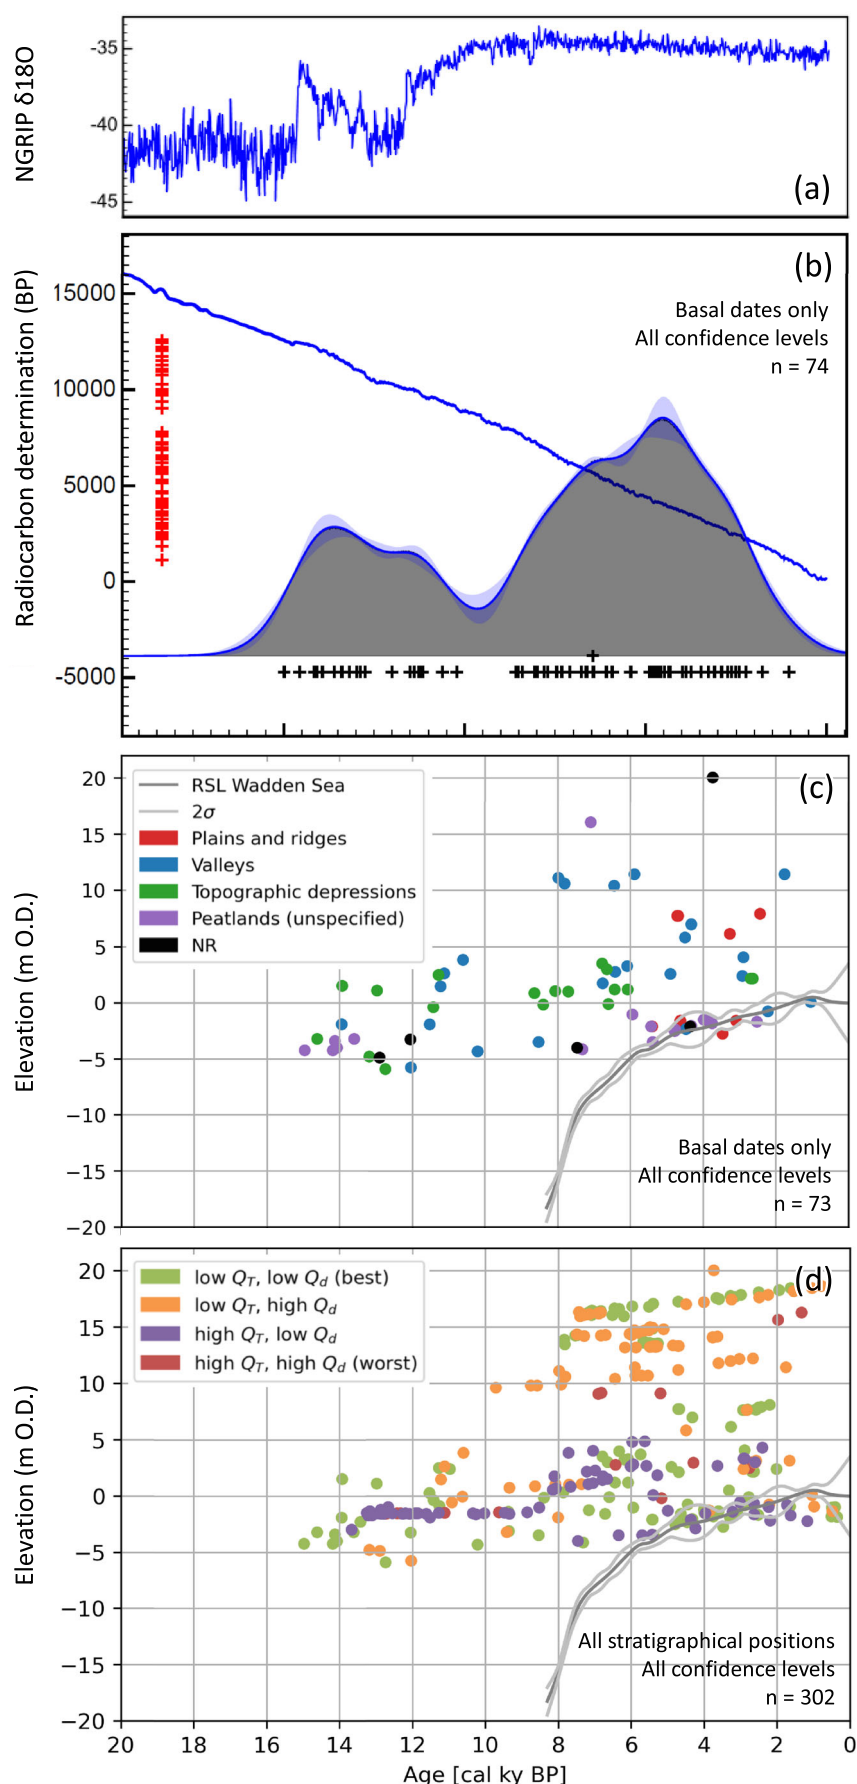 NGRIP δ18O
-35
-40
-45
(a)
Radiocarbon determination (BP)
15000
10000
5000
0
-5000
(b)
Basal dates only
All confidence levels
n = 74
Elevation (m O.D.)
20
15
10
5
0
−5
−10
−15
−20
RSL Wadden Sea
2σ
Plains and ridges
Valleys
Topographic depressions
Peatlands (unspecified)
NR
(c)
Basal dates only
All confidence levels
n = 73
Elevation (m O.D.)
20
15
10
5
0
−5
−10
−15
−20
low Q_T, low Q_d (best)
low Q_T, high Q_d
high Q_T, low Q_d
high Q_T, high Q_d (worst)
(d)
All stratigraphical positions
All confidence levels
n = 302
20 18 16 14 12 10 8 6 4 2 0
Age [cal ky BP]